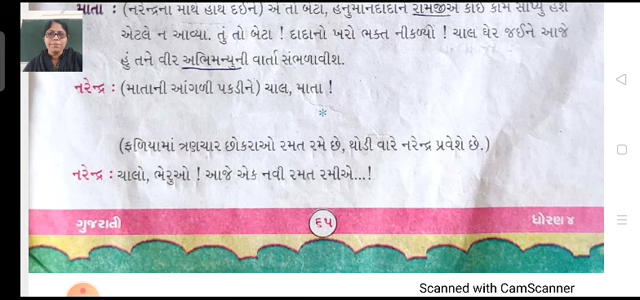 માતા : (નરેન્દ્રના માથે હાથ દઈને) એ તો બેટા, હનુમાનદાદાને રામજીએ કોઈ કામ સોંપ્યું હશે
એટલે ન આવ્યા. તું તો બેટા ! દાદાનો ખરો ભક્ત નીકળ્યો ! ચાલ ઘેર જઈને આજે
હું તને વીર અભિમન્યુની વાર્તા સંભળાવીશ.
નરેન્દ્ર : (માતાની આંગળી પકડીને) ચાલ, માતા !
*
(ફળિયામાં ત્રણચાર છોકરાઓ રમત રમે છે, થોડી વારે નરેન્દ્ર પ્રવેશે છે.)
નરેન્દ્ર : ચાલો, ભેરુઓ ! આજે એક નવી રમત રમીએ...!
ગુજરાતી ૬૫ ધોરણ ૪
Scanned with CamScanner